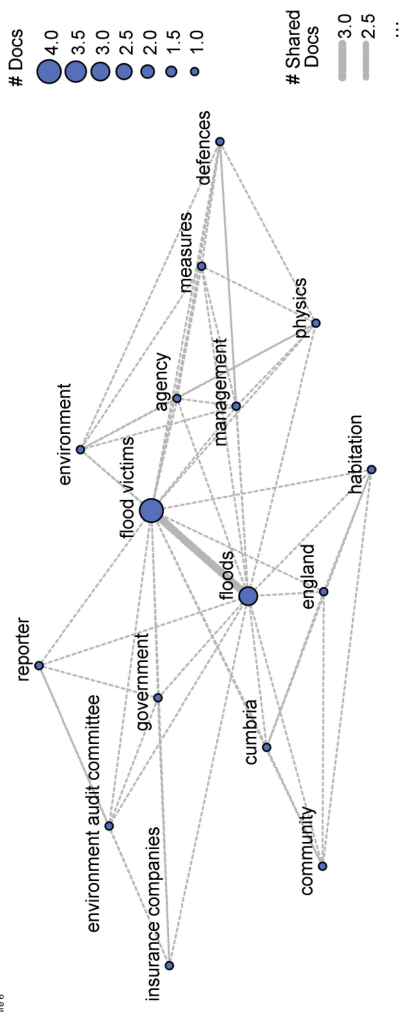 # Docs
4.0
3.5
3.0
2.5
2.0
1.5
1.0
# Shared
Docs
3.0
2.5
...
defences
measures
physics
agency
management
environment
flood victims
habitation
floods
england
reporter
government
cumbria
environment audit committee
community
insurance companies